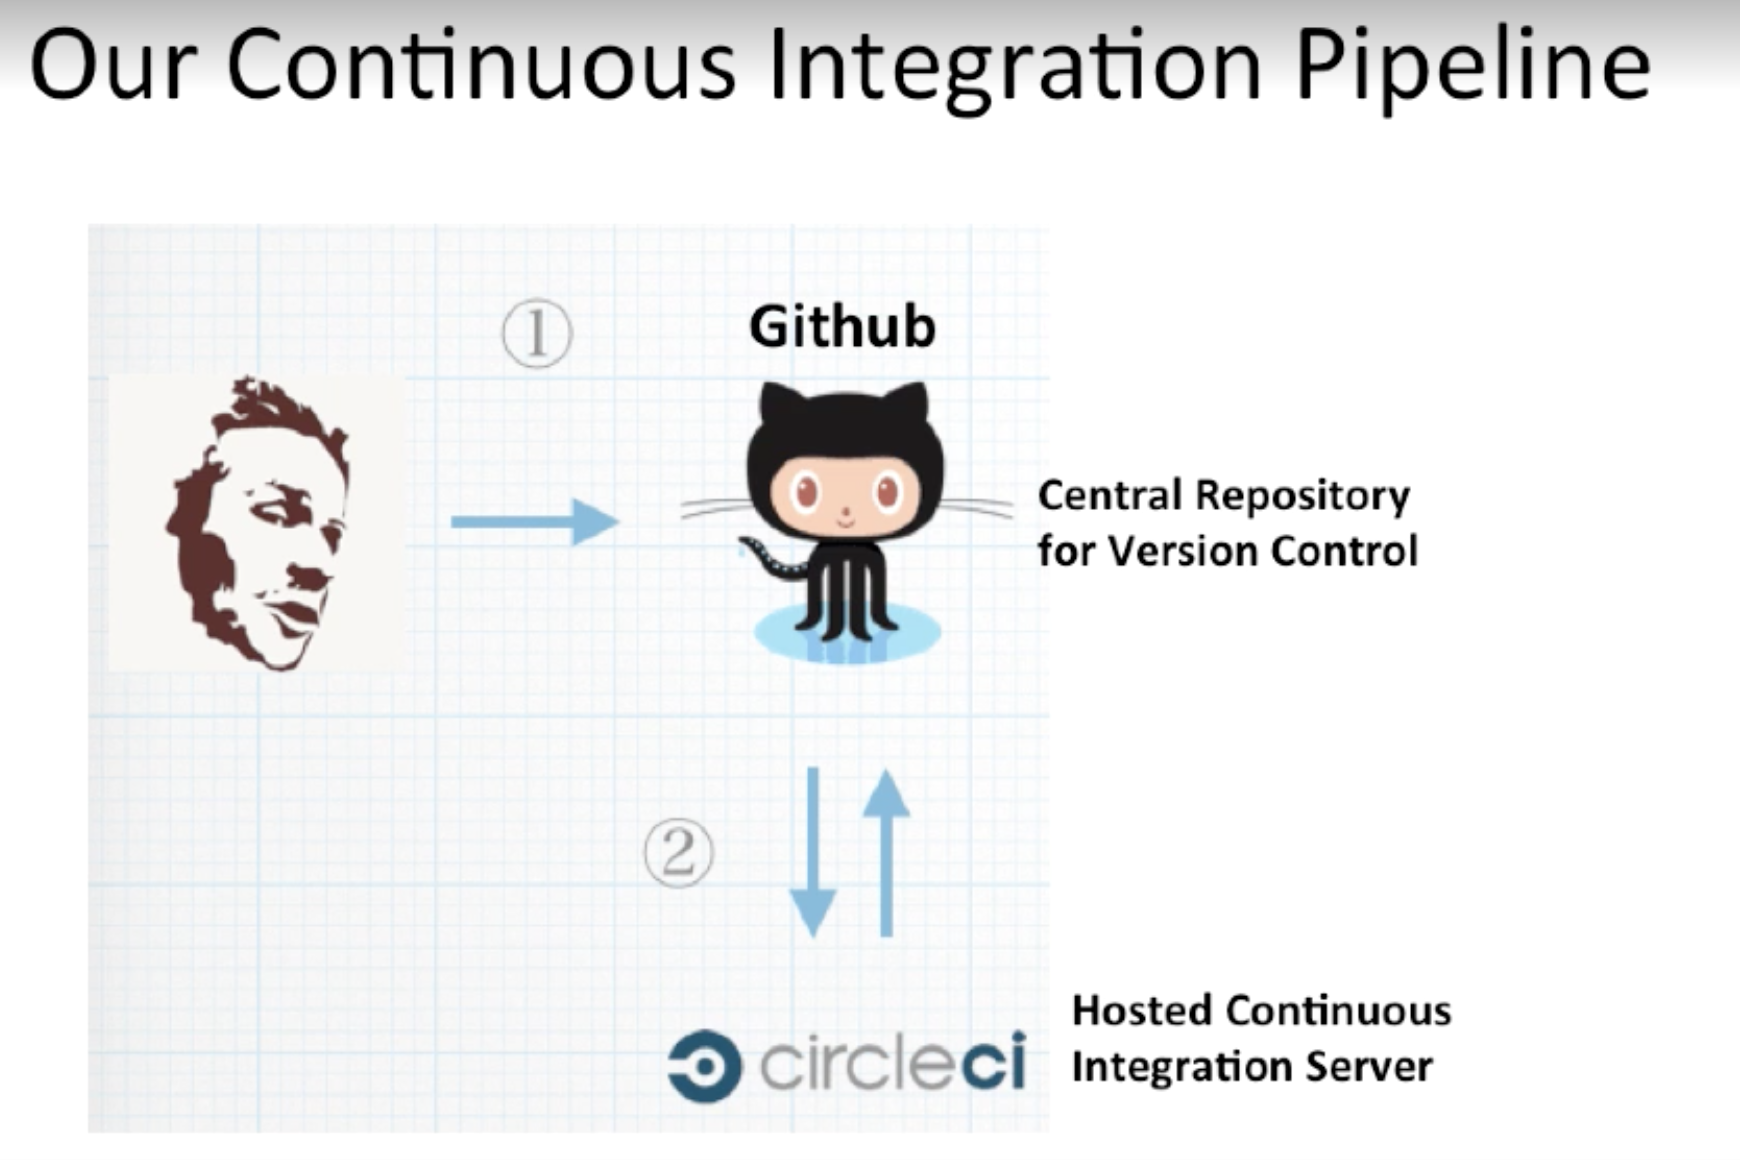 Our Continuous Integration Pipeline
①
Github
Central Repository
for Version Control
②
circleci
Hosted Continuous
Integration Server